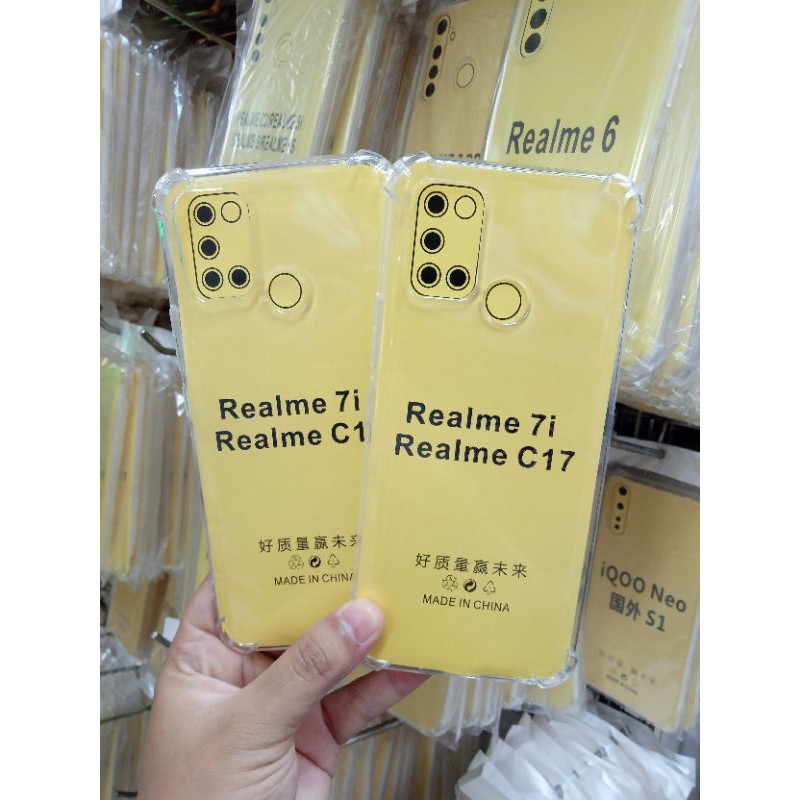 Realme 6
Realme 7i
Realme C1
好质量赢未来
MADE IN CHINA
Realme 7i
Realme C17
好质量赢未来
MADE IN CHINA
iQOO Neo
国外 S1